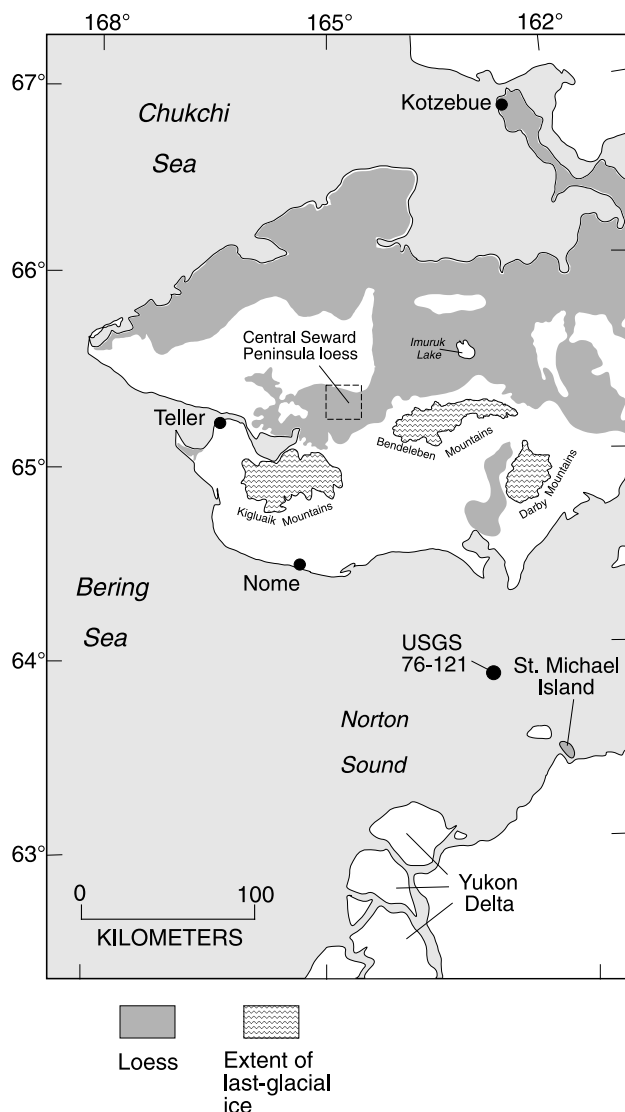 168°
165°
162°
67°
Kotzebue
Chukchi
Sea
66°
Central Seward
Peninsula loess
Imuruk
Lake
Teller
Bendeleben Mountains
65°
Kigluaik Mountains
Darby Mountains
Nome
Bering
Sea
USGS
76-121
64°
St. Michael
Island
Norton
Sound
63°
0
100
KILOMETERS
Yukon
Delta
Loess
Extent of
last-glacial
ice